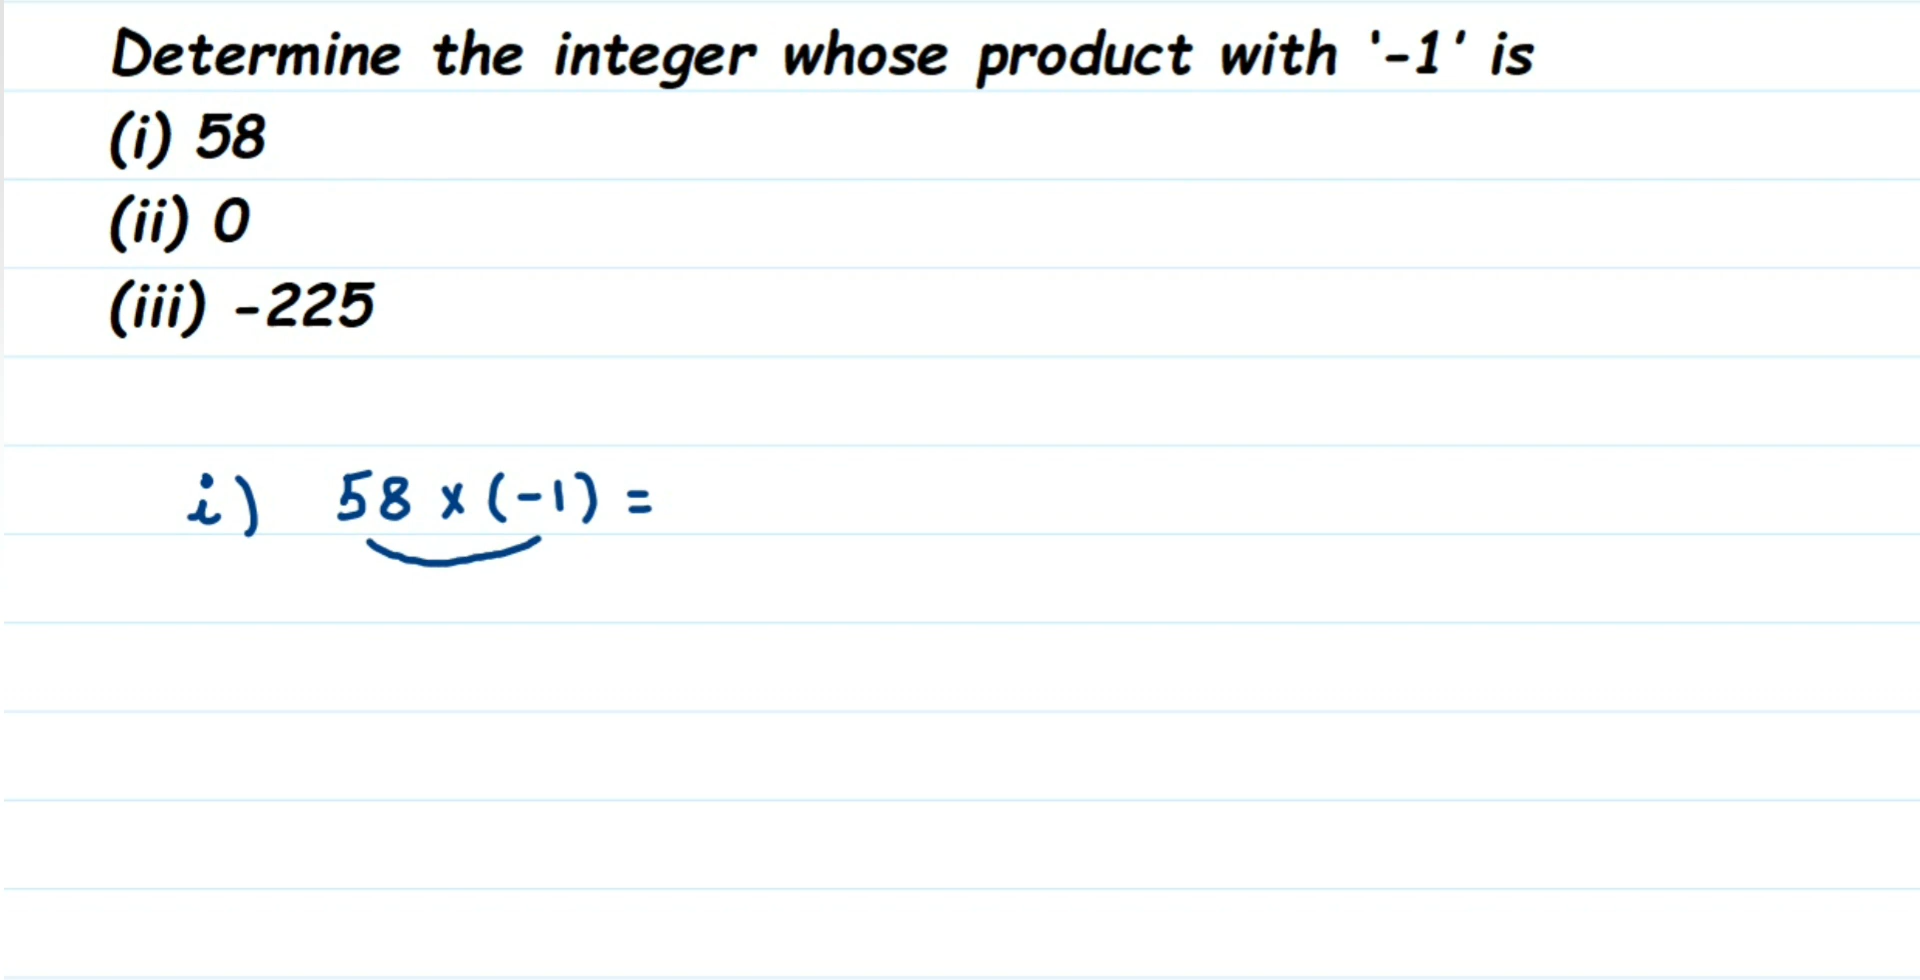 Determine the integer whose product with '-1' is
(i) 58
(ii) 0
(iii) -225
i) 58 × (-1) =